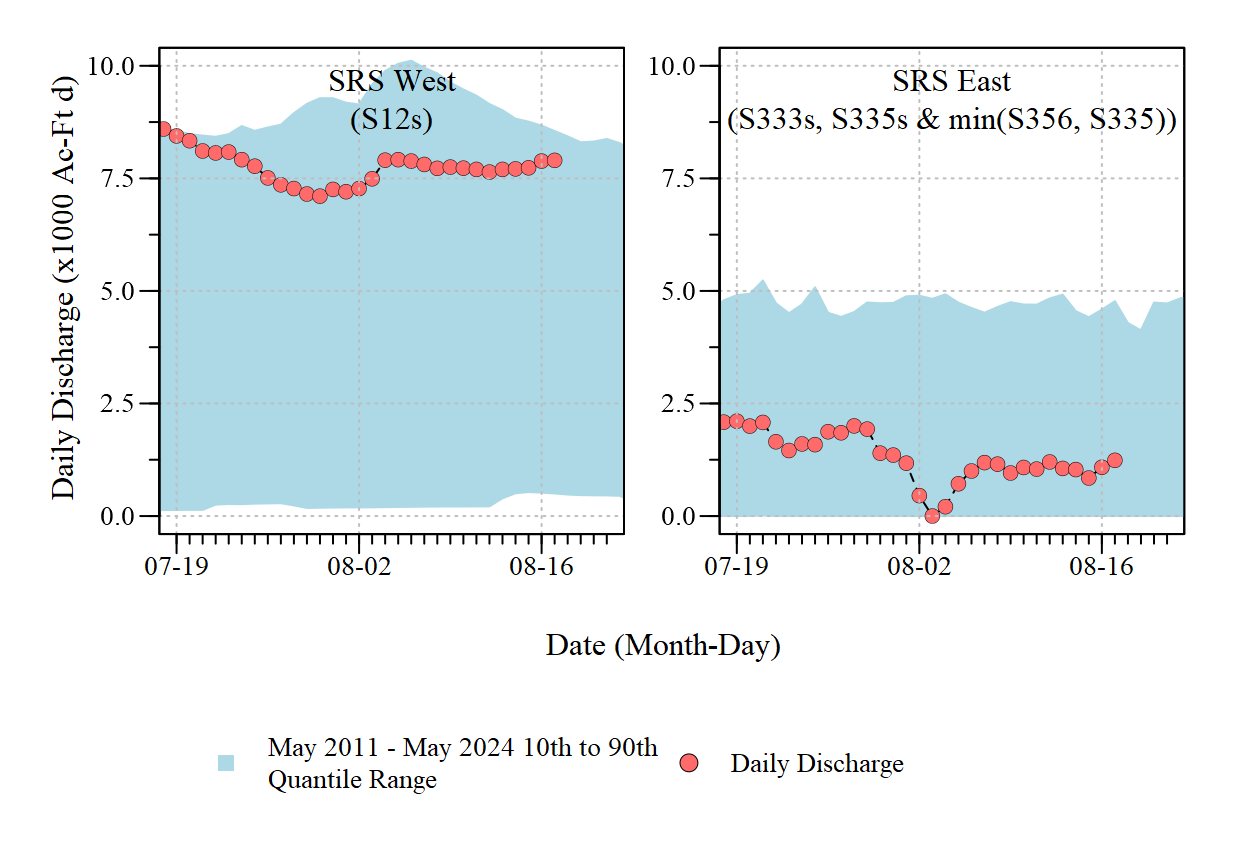 SRS West
(S12s)
SRS East
(S333s, S335s & min(S356, S335))
Daily Discharge (x1000 Ac-Ft d)
10.0
7.5
5.0
2.5
0.0
10.0
7.5
5.0
2.5
0.0
07-19 08-02 08-16
07-19 08-02 08-16
Date (Month-Day)
May 2011 - May 2024 10th to 90th
Quantile Range
Daily Discharge